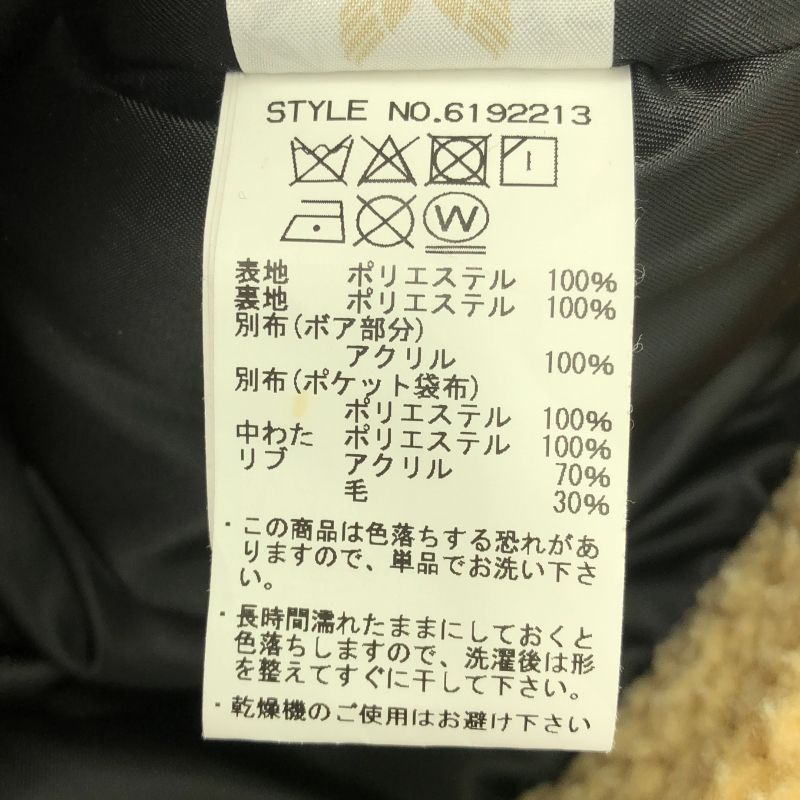 STYLE NO.6192213
W
表地 ポリエステル 100%
裏地 ポリエステル 100%
別布(ボア部分)
アクリル 100%
別布(ポケット袋布)
ポリエステル 100%
中わた ポリエステル 100%
リブ アクリル 70%
毛 30%
・この商品は色落ちする恐れがあ
りますので、単品でお洗い下さ
い。
・長時間濡れたままにしておくと
色落ちしますので、洗濯後は形
を整えてすぐに干して下さい。
・乾燥機のご使用はお避け下さい